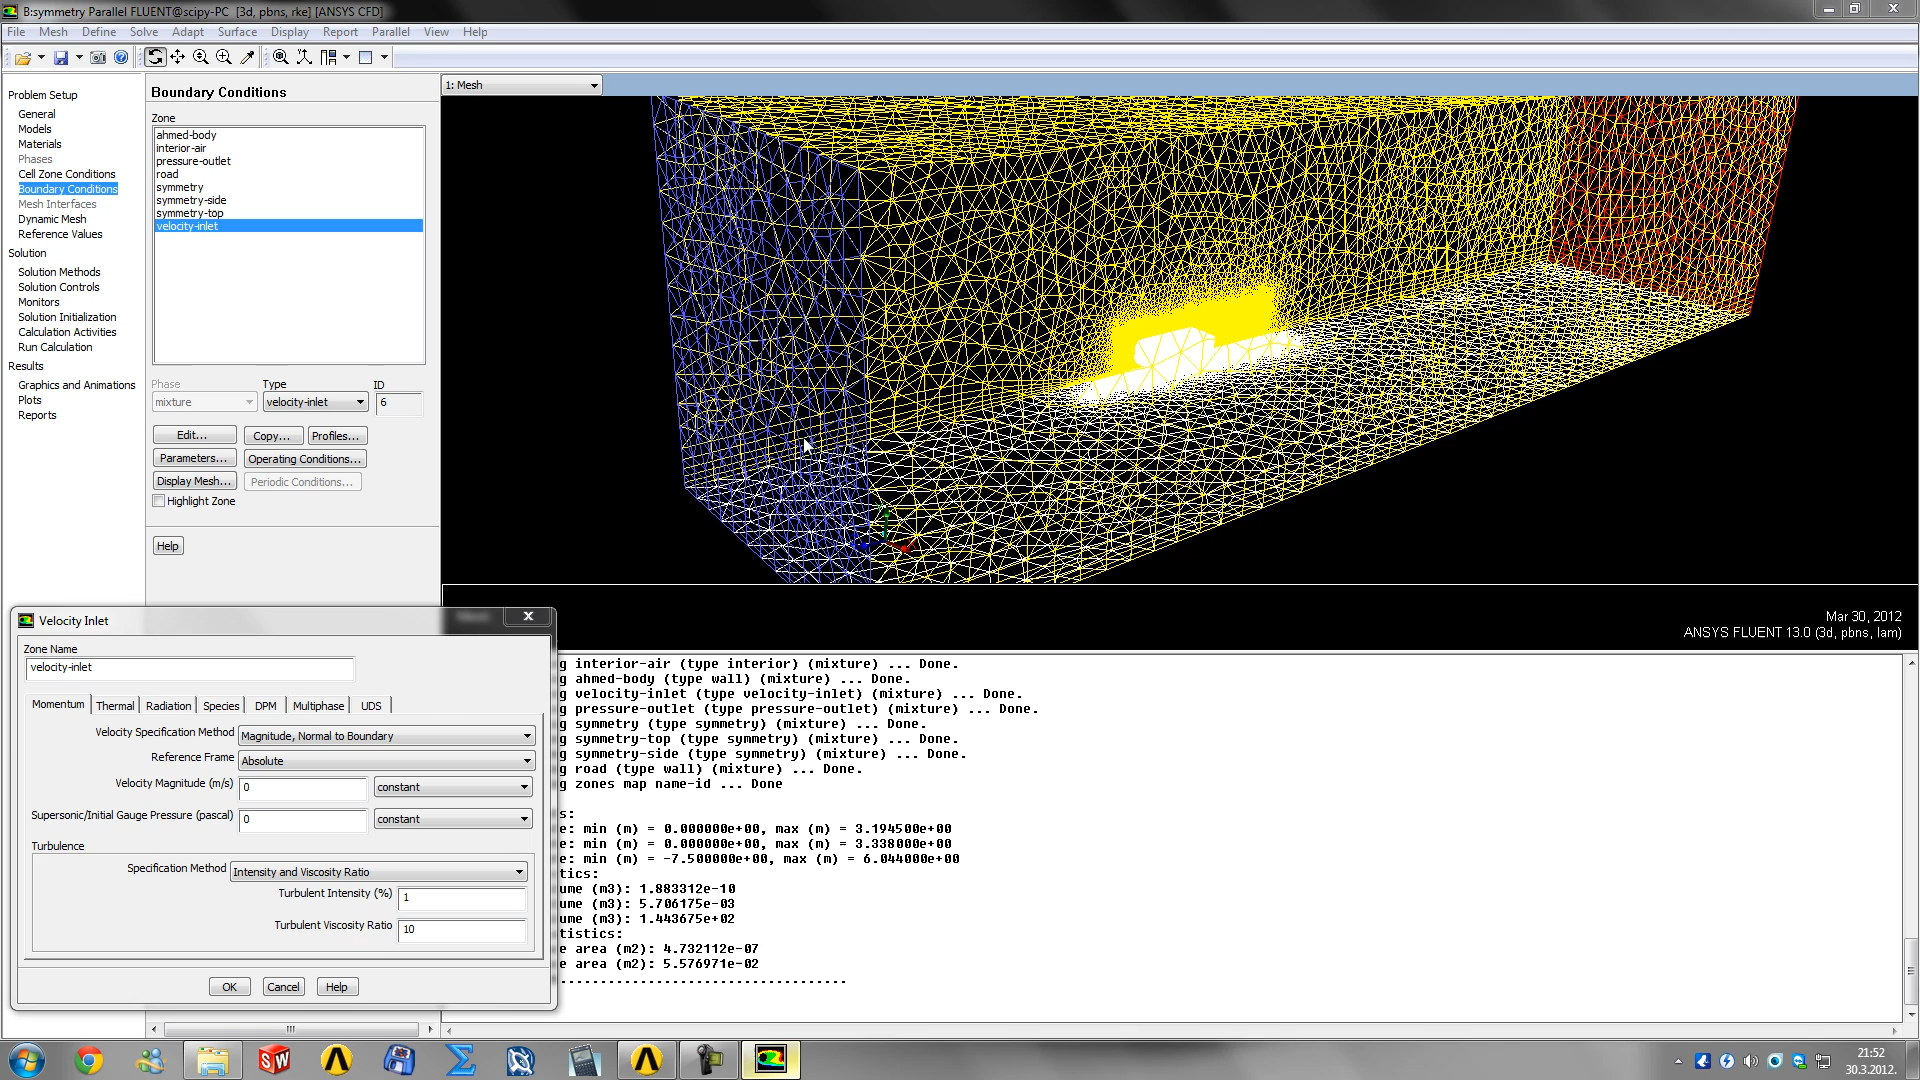 B:symmetry Parallel FLUENT@scipy-PC [3d, pbns, rke] [ANSYS CFD]
File Mesh Define Solve Adapt Surface Display Report Parallel View Help
Problem Setup
General
Models
Materials
Phases
Cell Zone Conditions
Boundary Conditions
Mesh Interfaces
Dynamic Mesh
Reference Values
Solution
Solution Methods
Solution Controls
Monitors
Solution Initialization
Calculation Activities
Run Calculation
Results
Graphics and Animations
Plots
Reports
Boundary Conditions
Zone
ahmed-body
interior-air
pressure-outlet
road
symmetry
symmetry-side
symmetry-top
velocity-inlet
Phase Type ID
mixture velocity-inlet 6
Edit... Copy... Profiles...
Parameters... Operating Conditions...
Display Mesh... Periodic Conditions...
Highlight Zone
Help
1: Mesh
Mar 30, 2012
ANSYS FLUENT 13.0 (3d, pbns, lam)
Velocity Inlet
Zone Name
velocity-inlet
Momentum Thermal Radiation Species DPM Multiphase UDS
Velocity Specification Method Magnitude, Normal to Boundary
Reference Frame Absolute
Velocity Magnitude (m/s) 0 constant
Supersonic/Initial Gauge Pressure (pascal) 0 constant
Turbulence
Specification Method Intensity and Viscosity Ratio
Turbulent Intensity (%) 1
Turbulent Viscosity Ratio 10
OK Cancel Help
g interior-air (type interior) (mixture) ... Done.
g ahmed-body (type wall) (mixture) ... Done.
g velocity-inlet (type velocity-inlet) (mixture) ... Done.
g pressure-outlet (type pressure-outlet) (mixture) ... Done.
g symmetry (type symmetry) (mixture) ... Done.
g symmetry-top (type symmetry) (mixture) ... Done.
g symmetry-side (type symmetry) (mixture) ... Done.
g road (type wall) (mixture) ... Done.
g zones map name-id ... Done
s:
e: min (m) = 0.000000e+00, max (m) = 3.194500e+00
e: min (m) = 0.000000e+00, max (m) = 3.338000e+00
e: min (m) = -7.500000e+00, max (m) = 6.044000e+00
tics:
ume (m3): 1.883312e-10
ume (m3): 5.706175e-03
ume (m3): 1.443675e+02
tistics:
e area (m2): 4.732112e-07
e area (m2): 5.576971e-02
...................................
SW
21:52
30.3.2012.